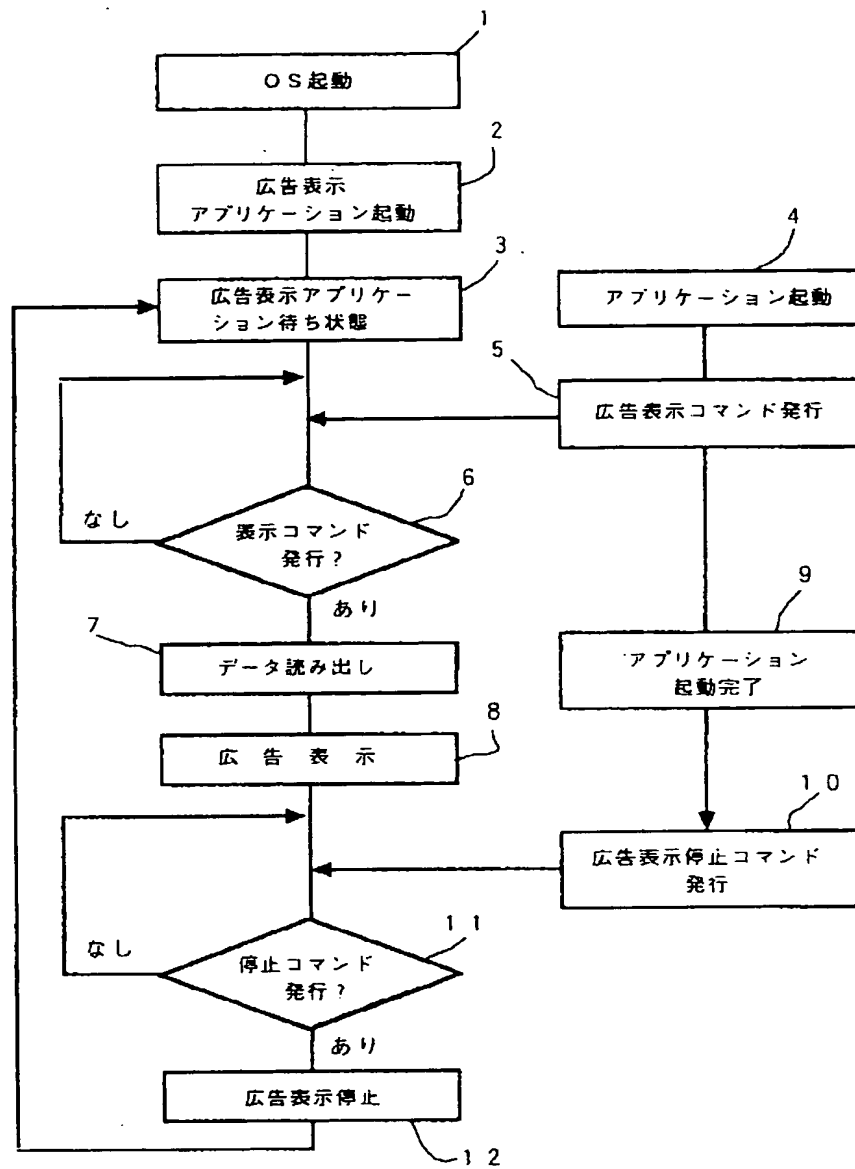 1
OS起動
2
広告表示
アプリケーション起動
3
広告表示アプリケー
ション待ち状態
4
アプリケーション起動
5
広告表示コマンド発行
6
表示コマンド
発行?
なし
あり
7
データ読み出し
8
広告表示
9
アプリケーション
起動完了
10
広告表示停止コマンド
発行
11
停止コマンド
発行?
なし
あり
広告表示停止
12